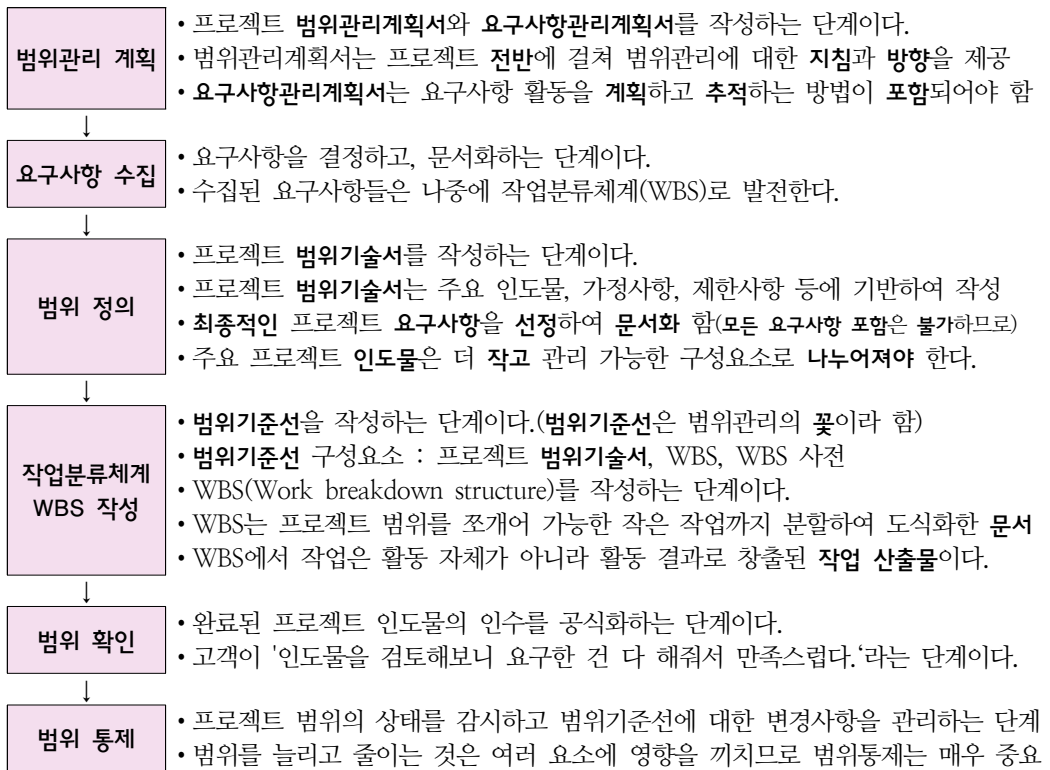 범위관리 계획
• 프로젝트 범위관리계획서와 요구사항관리계획서를 작성하는 단계이다.
• 범위관리계획서는 프로젝트 전반에 걸쳐 범위관리에 대한 지침과 방향을 제공
• 요구사항관리계획서는 요구사항 활동을 계획하고 추적하는 방법이 포함되어야 함
↓
요구사항 수집
• 요구사항을 결정하고, 문서화하는 단계이다.
• 수집된 요구사항들은 나중에 작업분류체계(WBS)로 발전한다.
↓
범위 정의
• 프로젝트 범위기술서를 작성하는 단계이다.
• 프로젝트 범위기술서는 주요 인도물, 가정사항, 제한사항 등에 기반하여 작성
• 최종적인 프로젝트 요구사항을 선정하여 문서화 함(모든 요구사항 포함은 불가하므로)
• 주요 프로젝트 인도물은 더 작고 관리 가능한 구성요소로 나누어져야 한다.
↓
작업분류체계
WBS 작성
• 범위기준선을 작성하는 단계이다.(범위기준선은 범위관리의 꽃이라 함)
• 범위기준선 구성요소 : 프로젝트 범위기술서, WBS, WBS 사전
• WBS(Work breakdown structure)를 작성하는 단계이다.
• WBS는 프로젝트 범위를 쪼개어 가능한 작은 작업까지 분할하여 도식화한 문서
• WBS에서 작업은 활동 자체가 아니라 활동 결과로 창출된 작업 산출물이다.
↓
범위 확인
• 완료된 프로젝트 인도물의 인수를 공식화하는 단계이다.
• 고객이 '인도물을 검토해보니 요구한 건 다 해줘서 만족스럽다.‘라는 단계이다.
↓
범위 통제
• 프로젝트 범위의 상태를 감시하고 범위기준선에 대한 변경사항을 관리하는 단계
• 범위를 늘리고 줄이는 것은 여러 요소에 영향을 끼치므로 범위통제는 매우 중요